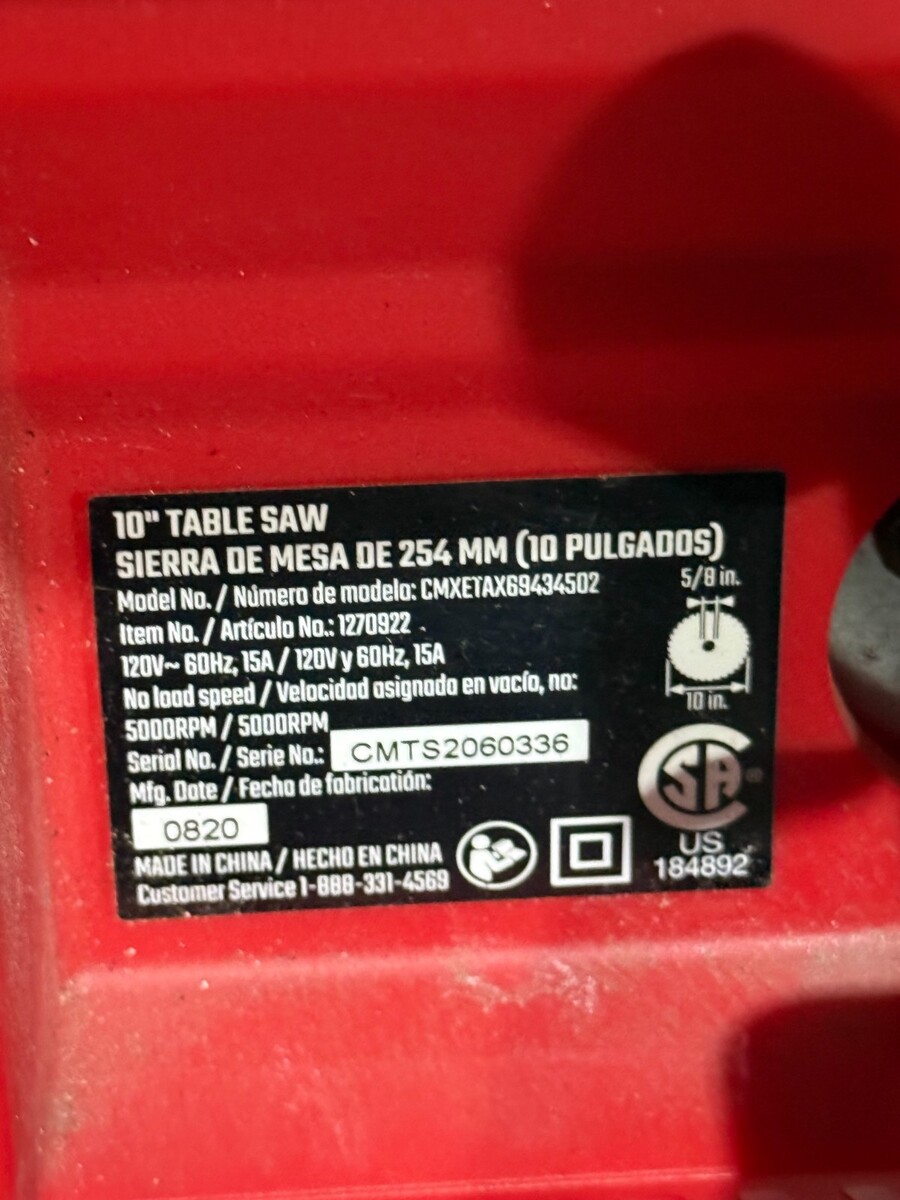 10" TABLE SAW
SIERRA DE MESA DE 254 MM (10 PULGADOS)
Model No. / Número de modelo: CMXETAX69434502
Item No. / Artículo No.: 1270922
120V~ 60Hz, 15A / 120V y 60Hz, 15A
No load speed / Velocidad asignada en vacío, no:
5000RPM / 5000RPM
Serial No. / Serie No.: CMTS2060336
Mfg. Date / Fecha de fabricatión:
0820
MADE IN CHINA / HECHO EN CHINA
Customer Service 1-888-331-4569
5/8 in.
10 in.
CSA ®
US
184892